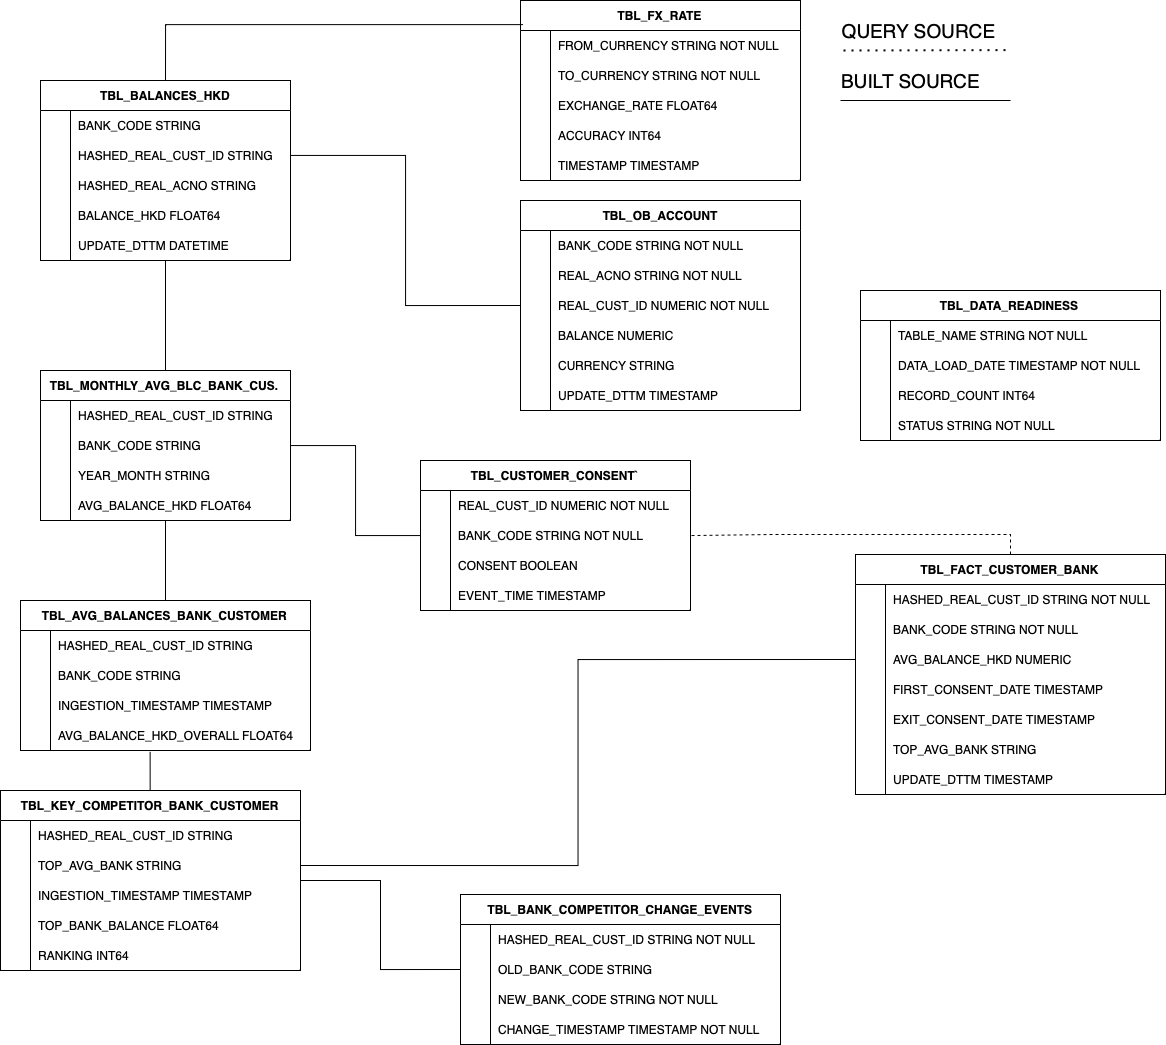 TBL_FX_RATE
FROM_CURRENCY STRING NOT NULL
TO_CURRENCY STRING NOT NULL
EXCHANGE_RATE FLOAT64
ACCURACY INT64
TIMESTAMP TIMESTAMP
QUERY SOURCE
BUILT SOURCE
TBL_BALANCES_HKD
BANK_CODE STRING
HASHED_REAL_CUST_ID STRING
HASHED_REAL_ACNO STRING
BALANCE_HKD FLOAT64
UPDATE_DTTM DATETIME
TBL_OB_ACCOUNT
BANK_CODE STRING NOT NULL
REAL_ACNO STRING NOT NULL
REAL_CUST_ID NUMERIC NOT NULL
BALANCE NUMERIC
CURRENCY STRING
UPDATE_DTTM TIMESTAMP
TBL_DATA_READINESS
TABLE_NAME STRING NOT NULL
DATA_LOAD_DATE TIMESTAMP NOT NULL
RECORD_COUNT INT64
STATUS STRING NOT NULL
TBL_MONTHLY_AVG_BLC_BANK_CUS.
HASHED_REAL_CUST_ID STRING
BANK_CODE STRING
YEAR_MONTH STRING
AVG_BALANCE_HKD FLOAT64
TBL_CUSTOMER_CONSENT`
REAL_CUST_ID NUMERIC NOT NULL
BANK_CODE STRING NOT NULL
CONSENT BOOLEAN
EVENT_TIME TIMESTAMP
TBL_FACT_CUSTOMER_BANK
HASHED_REAL_CUST_ID STRING NOT NULL
BANK_CODE STRING NOT NULL
AVG_BALANCE_HKD NUMERIC
FIRST_CONSENT_DATE TIMESTAMP
EXIT_CONSENT_DATE TIMESTAMP
TOP_AVG_BANK STRING
UPDATE_DTTM TIMESTAMP
TBL_AVG_BALANCES_BANK_CUSTOMER
HASHED_REAL_CUST_ID STRING
BANK_CODE STRING
INGESTION_TIMESTAMP TIMESTAMP
AVG_BALANCE_HKD_OVERALL FLOAT64
TBL_KEY_COMPETITOR_BANK_CUSTOMER
HASHED_REAL_CUST_ID STRING
TOP_AVG_BANK STRING
INGESTION_TIMESTAMP TIMESTAMP
TOP_BANK_BALANCE FLOAT64
RANKING INT64
TBL_BANK_COMPETITOR_CHANGE_EVENTS
HASHED_REAL_CUST_ID STRING NOT NULL
OLD_BANK_CODE STRING
NEW_BANK_CODE STRING NOT NULL
CHANGE_TIMESTAMP TIMESTAMP NOT NULL